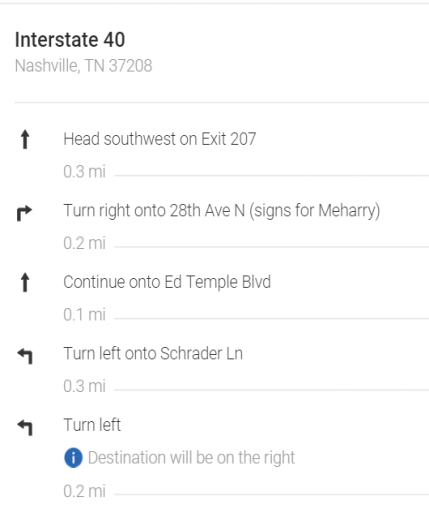 Interstate 40
Nashville, TN 37208
Head southwest on Exit 207
0.3 mi
Turn right onto 28th Ave N (signs for Meharry)
0.2 mi
Continue onto Ed Temple Blvd
0.1 mi
Turn left onto Schrader Ln
0.3 mi
Turn left
Destination will be on the right
0.2 mi